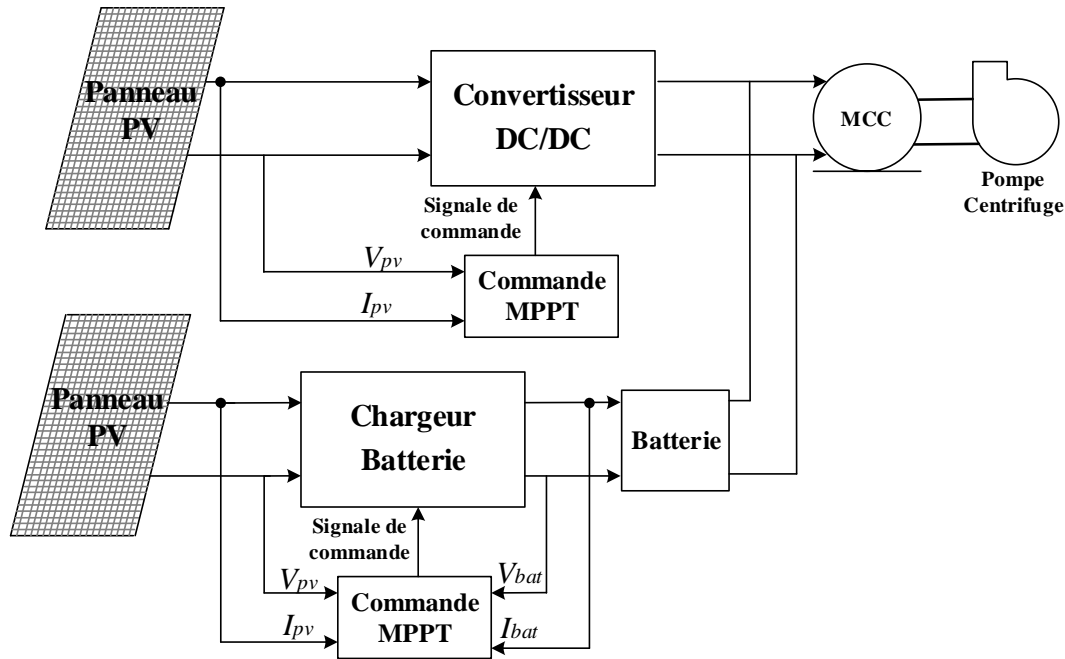 Panneau
PV
Convertisseur
DC/DC
MCC
Pompe
Centrifuge
Signale de
commande
Vpv
Ipv
Commande
MPPT
Panneau
PV
Chargeur
Batterie
Batterie
Signale de
commande
Vpv
Ipv
Commande
MPPT
Vbat
Ibat